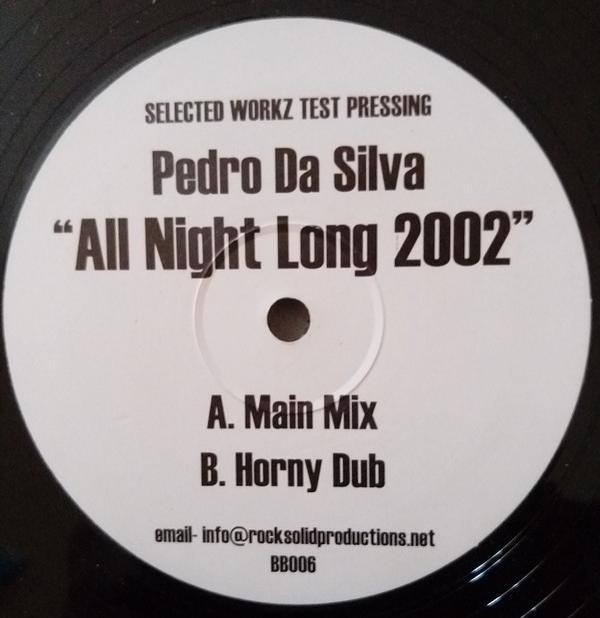 SELECTED WORKZ TEST PRESSING
Pedro Da Silva
“All Night Long 2002”
A. Main Mix
B. Horny Dub
email- info@rocksolidproductions.net
BB006